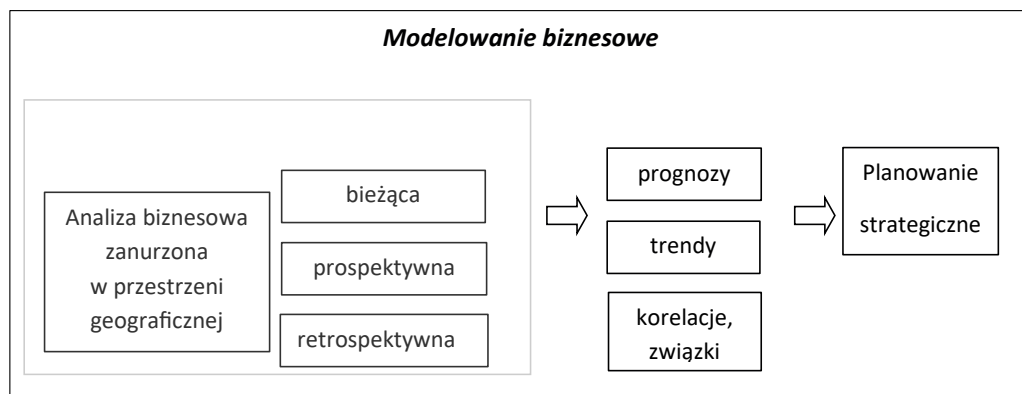 Modelowanie biznesowe
Analiza biznesowa
zanurzona
w przestrzeni
geograficznej
bieżąca
prospektywna
retrospektywna
prognozy
trendy
korelacje,
związki
Planowanie
strategiczne